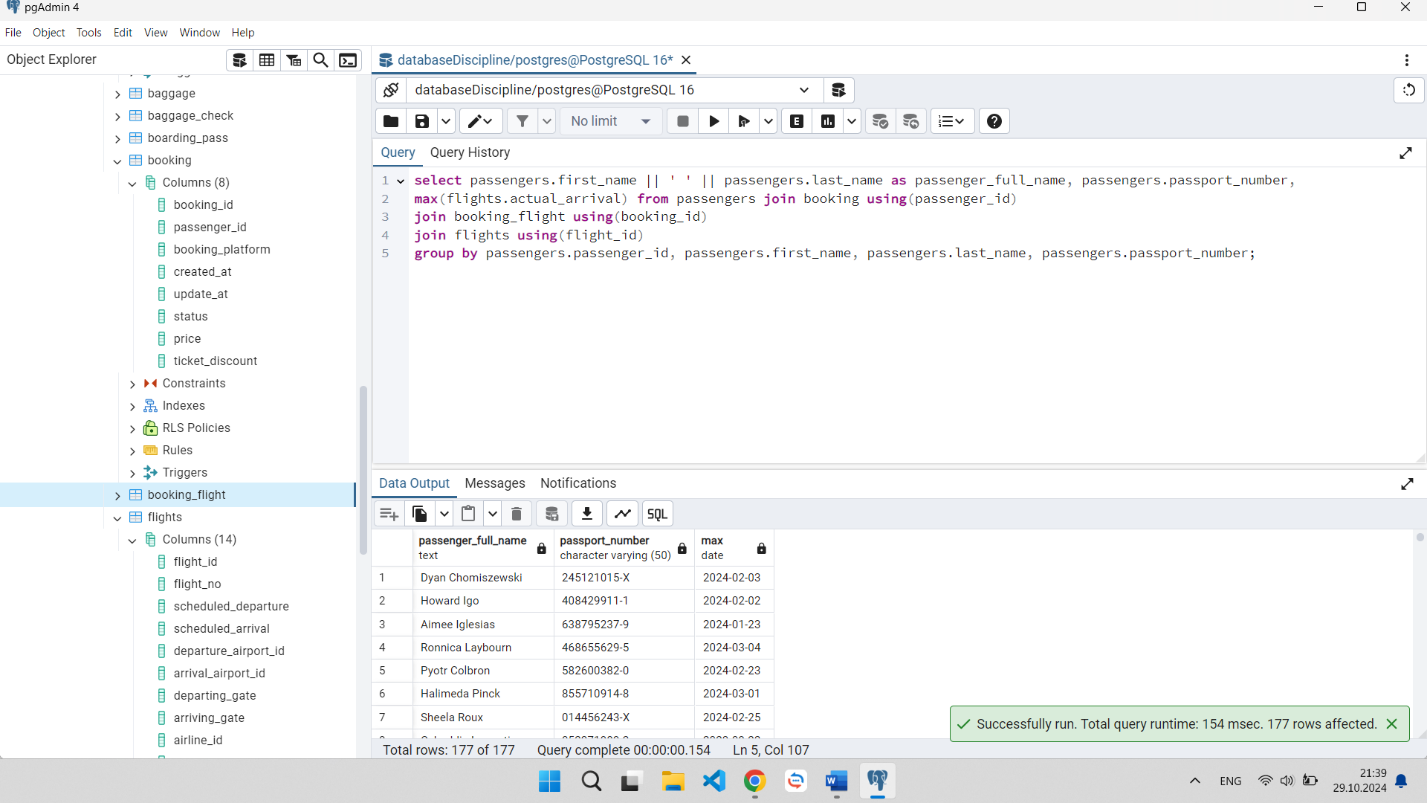 pgAdmin 4
File Object Tools Edit View Window Help
Object Explorer
baggage
baggage_check
boarding_pass
booking
Columns (8)
booking_id
passenger_id
booking_platform
created_at
update_at
status
price
ticket_discount
Constraints
Indexes
RLS Policies
Rules
Triggers
booking_flight
flights
Columns (14)
flight_id
flight_no
scheduled_departure
scheduled_arrival
departure_airport_id
arrival_airport_id
departing_gate
arriving_gate
airline_id
databaseDiscipline/postgres@PostgreSQL 16*
databaseDiscipline/postgres@PostgreSQL 16
No limit
E
Query Query History
1 select passengers.first_name || ' ' || passengers.last_name as passenger_full_name, passengers.passport_number,
2 max(flights.actual_arrival) from passengers join booking using(passenger_id)
3 join booking_flight using(booking_id)
4 join flights using(flight_id)
5 group by passengers.passenger_id, passengers.first_name, passengers.last_name, passengers.passport_number;
Data Output Messages Notifications
SQL
passenger_full_name passport_number max
text character varying (50) date
1 Dyan Chomiszewski 245121015-X 2024-02-03
2 Howard Igo 408429911-1 2024-02-02
3 Aimee Iglesias 638795237-9 2024-01-23
4 Ronnica Laybourn 468655629-5 2024-03-04
5 Pyotr Colbron 582600382-0 2024-02-23
6 Halimeda Pinck 855710914-8 2024-03-01
7 Sheela Roux 014456243-X 2024-02-25
Successfully run. Total query runtime: 154 msec. 177 rows affected.
Total rows: 177 of 177 Query complete 00:00:00.154 Ln 5, Col 107
ENG
21:39
29.10.2024